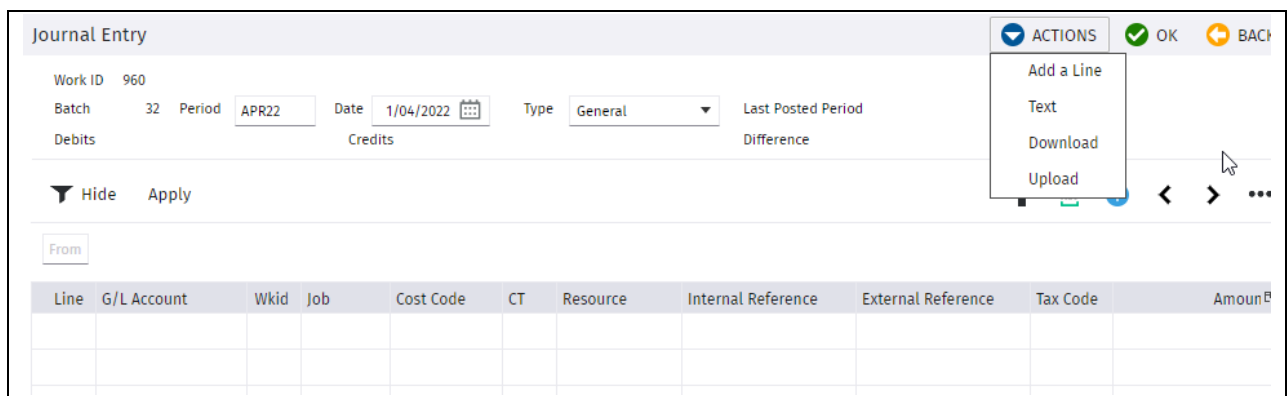 Journal Entry ACTIONS OK BACK
Add a Line
Work ID 960
Batch 32 Period APR22 Date 1/04/2022 Type General Last Posted Period Text
Debits Credits Difference Download
Hide Apply Upload
From
Line G/L Account Wkid Job Cost Code CT Resource Internal Reference External Reference Tax Code Amoun